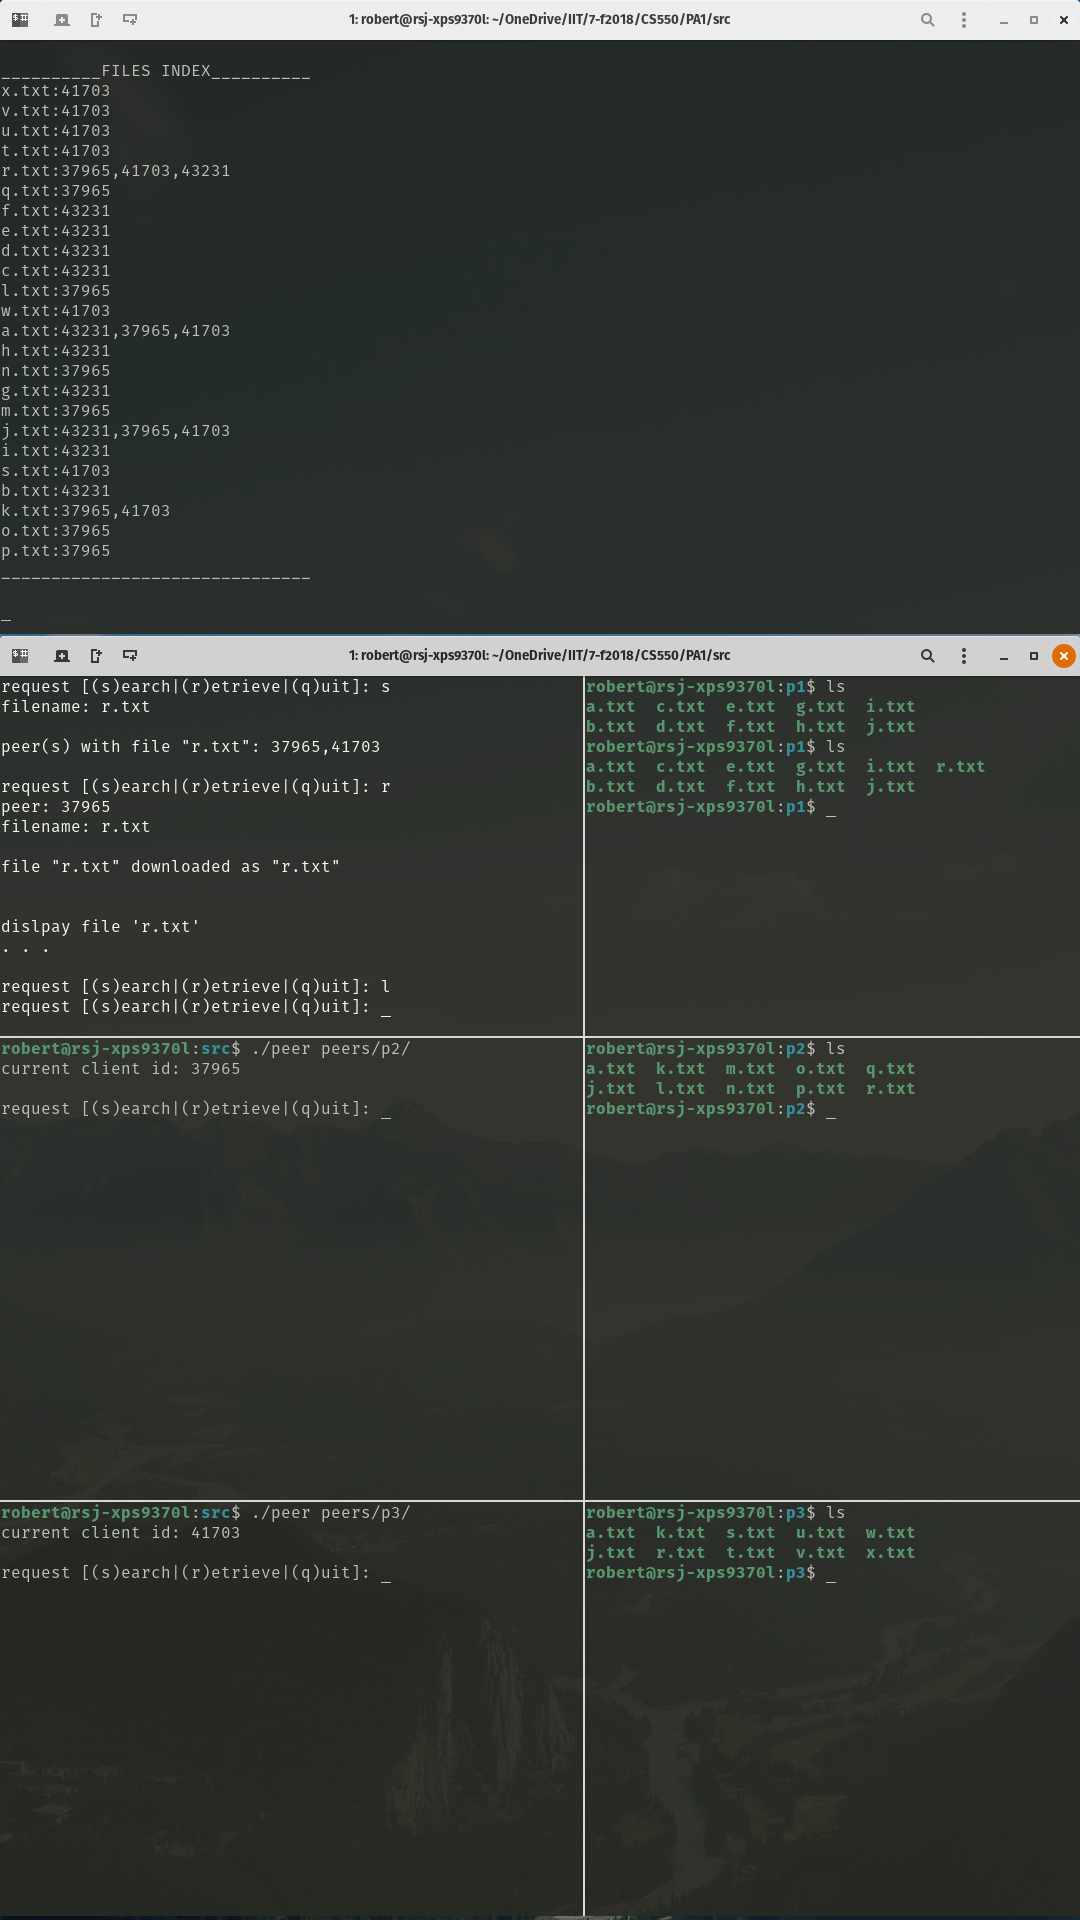 1: robert@rsj-xps9370l: ~/OneDrive/IIT/7-f2018/CS550/PA1/src
__________FILES INDEX__________
x.txt:41703
v.txt:41703
u.txt:41703
t.txt:41703
r.txt:37965,41703,43231
q.txt:37965
f.txt:43231
e.txt:43231
d.txt:43231
c.txt:43231
l.txt:37965
w.txt:41703
a.txt:43231,37965,41703
h.txt:43231
n.txt:37965
g.txt:43231
m.txt:37965
j.txt:43231,37965,41703
i.txt:43231
s.txt:41703
b.txt:43231
k.txt:37965,41703
o.txt:37965
p.txt:37965
_______________________________
_
1: robert@rsj-xps9370l: ~/OneDrive/IIT/7-f2018/CS550/PA1/src
request [(s)earch|(r)etrieve|(q)uit]: s
filename: r.txt
peer(s) with file "r.txt": 37965,41703
request [(s)earch|(r)etrieve|(q)uit]: r
peer: 37965
filename: r.txt
file "r.txt" downloaded as "r.txt"
dislpay file 'r.txt'
. . .
request [(s)earch|(r)etrieve|(q)uit]: l
request [(s)earch|(r)etrieve|(q)uit]: _
robert@rsj-xps9370l:p1$ ls
a.txt  c.txt  e.txt  g.txt  i.txt
b.txt  d.txt  f.txt  h.txt  j.txt
robert@rsj-xps9370l:p1$ ls
a.txt  c.txt  e.txt  g.txt  i.txt  r.txt
b.txt  d.txt  f.txt  h.txt  j.txt
robert@rsj-xps9370l:p1$ _
robert@rsj-xps9370l:src$ ./peer peers/p2/
current client id: 37965
request [(s)earch|(r)etrieve|(q)uit]: _
robert@rsj-xps9370l:p2$ ls
a.txt  k.txt  m.txt  o.txt  q.txt
j.txt  l.txt  n.txt  p.txt  r.txt
robert@rsj-xps9370l:p2$ _
robert@rsj-xps9370l:src$ ./peer peers/p3/
current client id: 41703
request [(s)earch|(r)etrieve|(q)uit]: _
robert@rsj-xps9370l:p3$ ls
a.txt  k.txt  s.txt  u.txt  w.txt
j.txt  r.txt  t.txt  v.txt  x.txt
robert@rsj-xps9370l:p3$ _